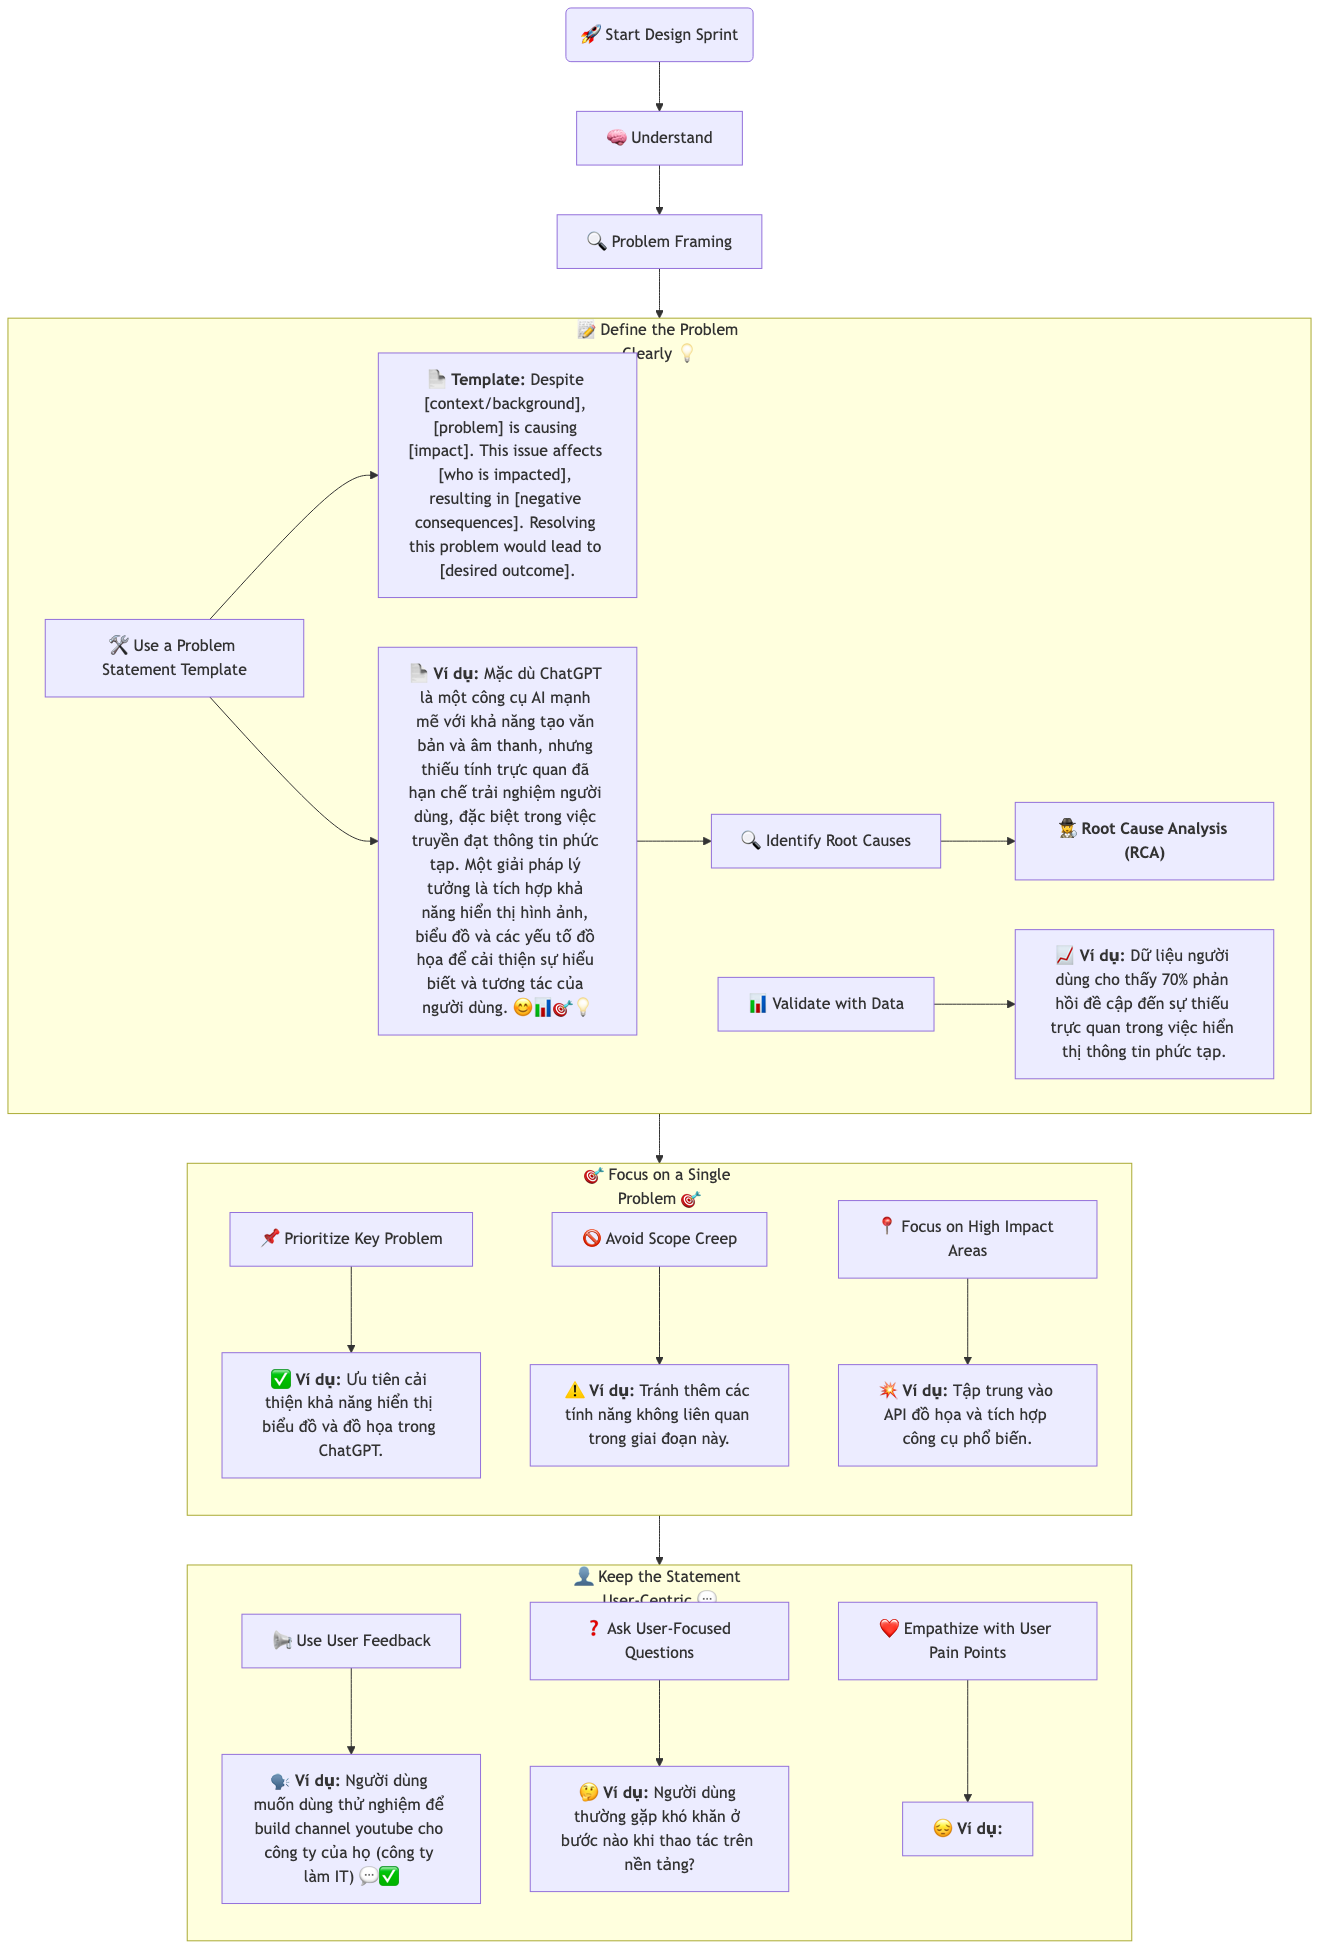 🚀 Start Design Sprint
🧠 Understand
🔍 Problem Framing
📝 Define the Problem
Clearly 💡
📄 Template: Despite
[context/background],
[problem] is causing
[impact]. This issue affects
[who is impacted],
resulting in [negative
consequences]. Resolving
this problem would lead to
[desired outcome].
🛠️ Use a Problem
Statement Template
📄 Ví dụ: Mặc dù ChatGPT
là một công cụ AI mạnh
mẽ với khả năng tạo văn
bản và âm thanh, nhưng
thiếu tính trực quan đã
hạn chế trải nghiệm người
dùng, đặc biệt trong việc
truyền đạt thông tin phức
tạp. Một giải pháp lý
tưởng là tích hợp khả
năng hiển thị hình ảnh,
biểu đồ và các yếu tố đồ
họa để cải thiện sự hiểu
biết và tương tác của
người dùng. 😊📊🎯💡
🔍 Identify Root Causes
🕵️ Root Cause Analysis
(RCA)
📊 Validate with Data
📈 Ví dụ: Dữ liệu người
dùng cho thấy 70% phản
hồi đề cập đến sự thiếu
trực quan trong việc hiển
thị thông tin phức tạp.
🎯 Focus on a Single
Problem 🎯
📌 Prioritize Key Problem
🚫 Avoid Scope Creep
📍 Focus on High Impact
Areas
✅ Ví dụ: Ưu tiên cải
thiện khả năng hiển thị
biểu đồ và đồ họa trong
ChatGPT.
⚠️ Ví dụ: Tránh thêm các
tính năng không liên quan
trong giai đoạn này.
💥 Ví dụ: Tập trung vào
API đồ họa và tích hợp
công cụ phổ biến.
👤 Keep the Statement
User-Centric 💬
📢 Use User Feedback
❓ Ask User-Focused
Questions
❤️ Empathize with User
Pain Points
🗣️ Ví dụ: Người dùng
muốn dùng thử nghiệm để
build channel youtube cho
công ty của họ (công ty
làm IT) 💬✅
🤔 Ví dụ: Người dùng
thường gặp khó khăn ở
bước nào khi thao tác trên
nền tảng?
😔 Ví dụ: